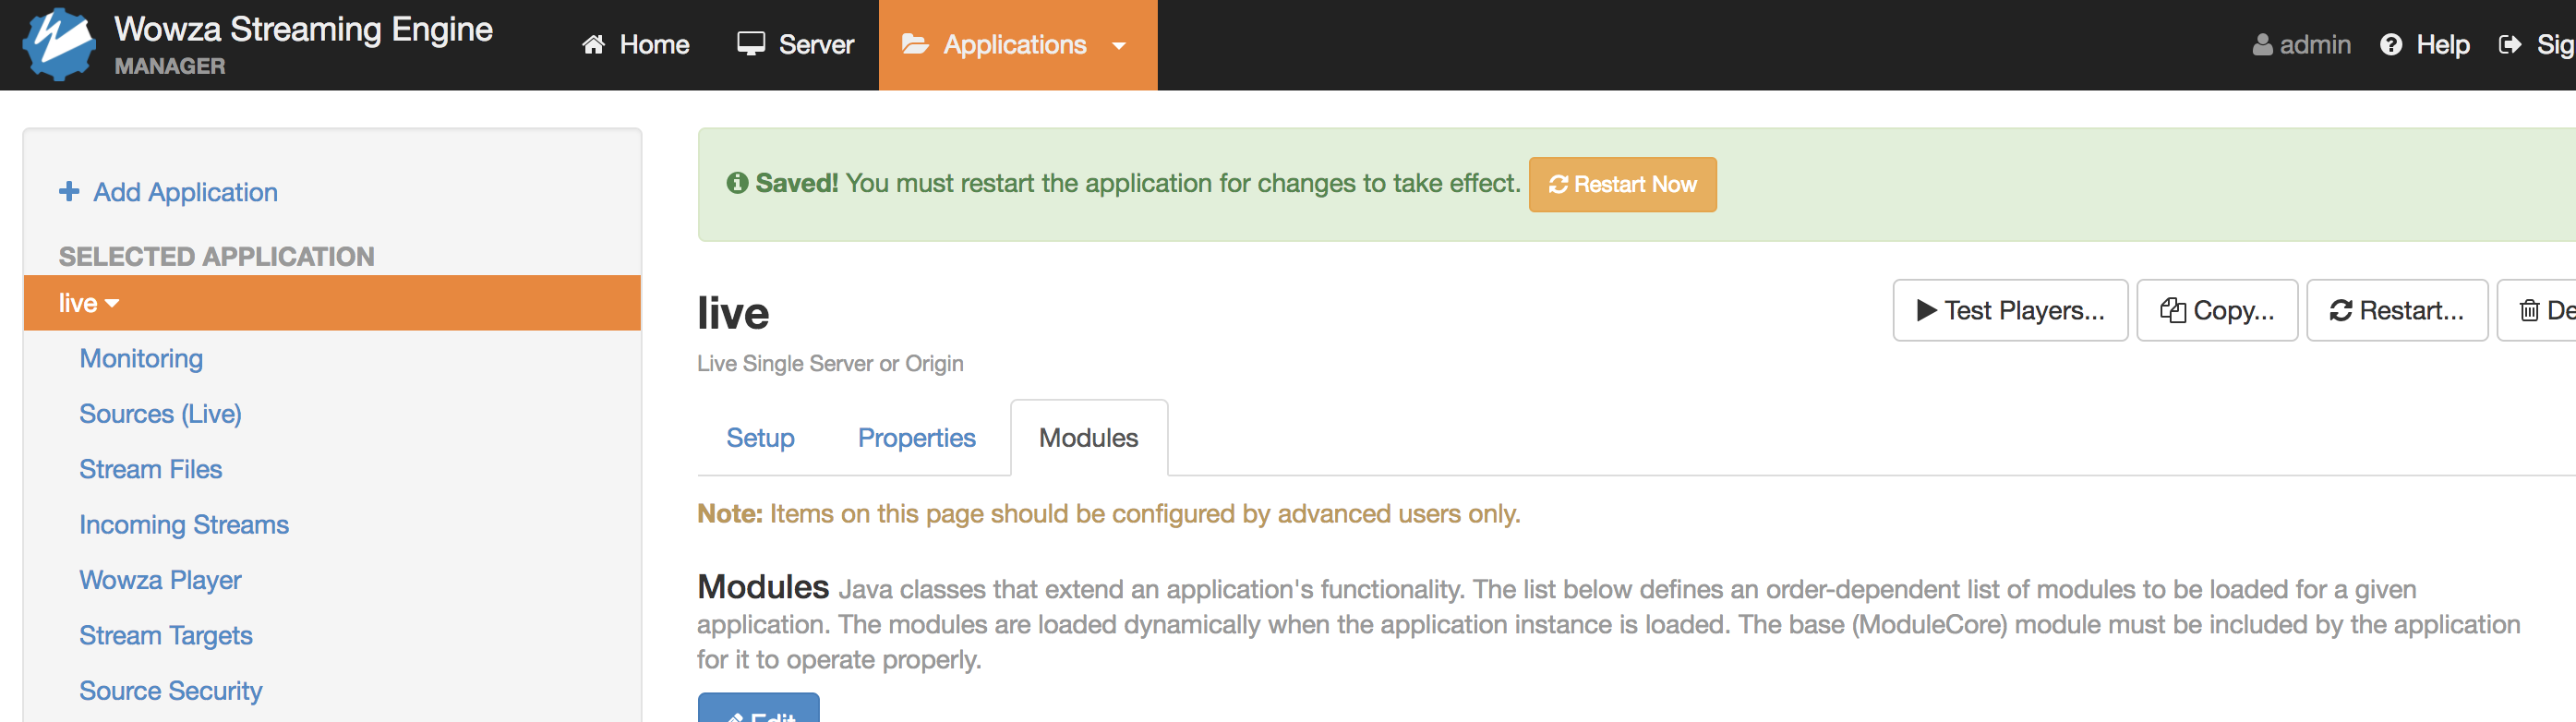 Wowza Streaming Engine
MANAGER
Home
Server
Applications
admin
Help
Saved! You must restart the application for changes to take effect.
Restart Now
Add Application
SELECTED APPLICATION
live
Monitoring
Sources (Live)
Stream Files
Incoming Streams
Wowza Player
Stream Targets
Source Security
live
Live Single Server or Origin
Test Players...
Copy...
Restart...
Setup
Properties
Modules
Note: Items on this page should be configured by advanced users only.
Modules Java classes that extend an application's functionality. The list below defines an order-dependent list of modules to be loaded for a given
application. The modules are loaded dynamically when the application instance is loaded. The base (ModuleCore) module must be included by the application
for it to operate properly.
Edit